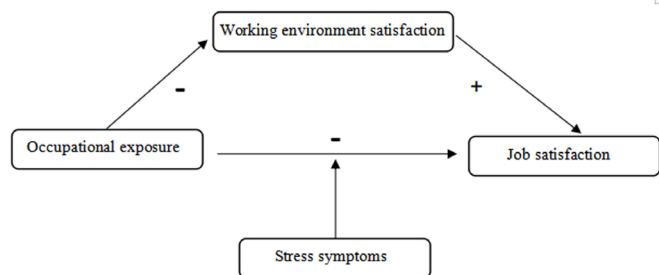 Working environment satisfaction
-
+
Occupational exposure
-
Job satisfaction
Stress symptoms